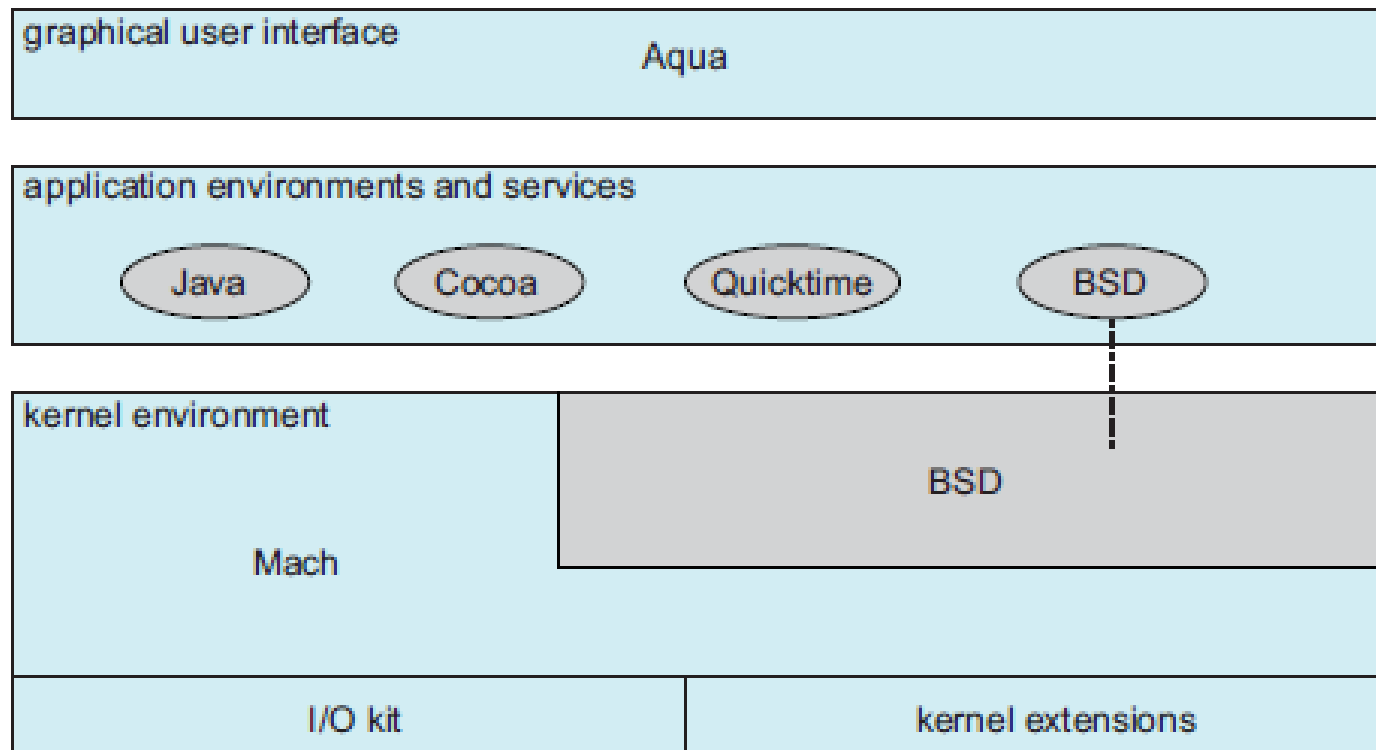 graphical user interface
Aqua
application environments and services
Java
Cocoa
Quicktime
BSD
kernel environment
BSD
Mach
I/O kit
kernel extensions